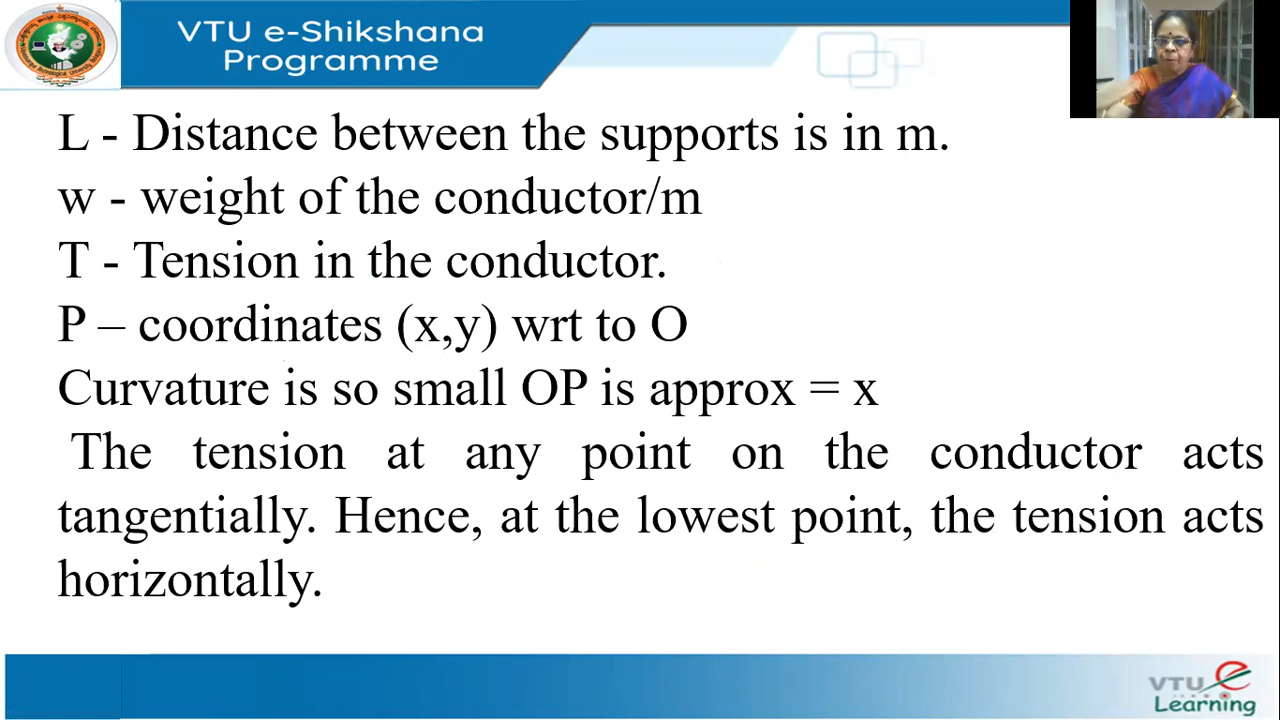 VTU e-Shikshana
Programme
L - Distance between the supports is in m.
w - weight of the conductor/m
T - Tension in the conductor.
P – coordinates (x,y) wrt to O
Curvature is so small OP is approx = x
The tension at any point on the conductor acts
tangentially. Hence, at the lowest point, the tension acts
horizontally.
VTU e
Learning